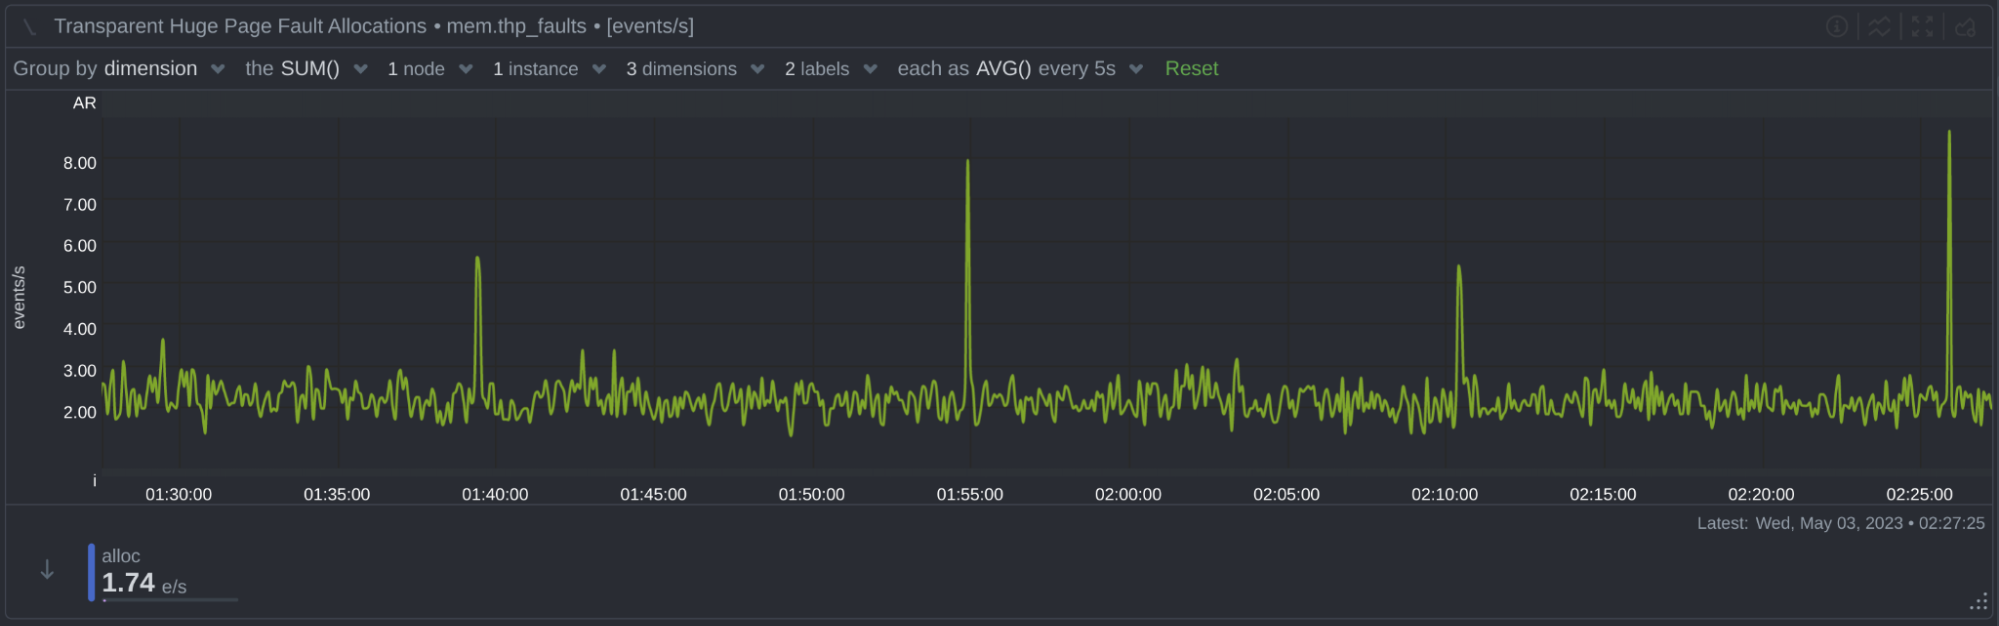 Transparent Huge Page Fault Allocations • mem.thp_faults • [events/s]
Group by dimension the SUM() 1 node 1 instance 3 dimensions 2 labels each as AVG() every 5s Reset
AR
8.00
7.00
6.00
5.00
4.00
3.00
2.00
events/s
i
01:30:00 01:35:00 01:40:00 01:45:00 01:50:00 01:55:00 02:00:00 02:05:00 02:10:00 02:15:00 02:20:00 02:25:00
Latest: Wed, May 03, 2023 • 02:27:25
alloc
1.74 e/s